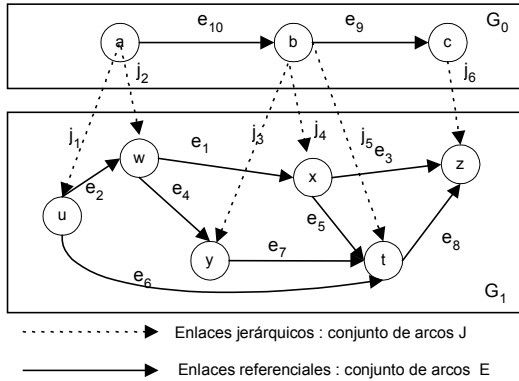 G0
a
e10
b
e9
c
j1
j2
j3
j4
j5
j6
w
e1
x
e3
z
u
e2
e4
e5
y
e7
t
e8
e6
G1
Enlaces jerárquicos : conjunto de arcos J
Enlaces referenciales : conjunto de arcos E